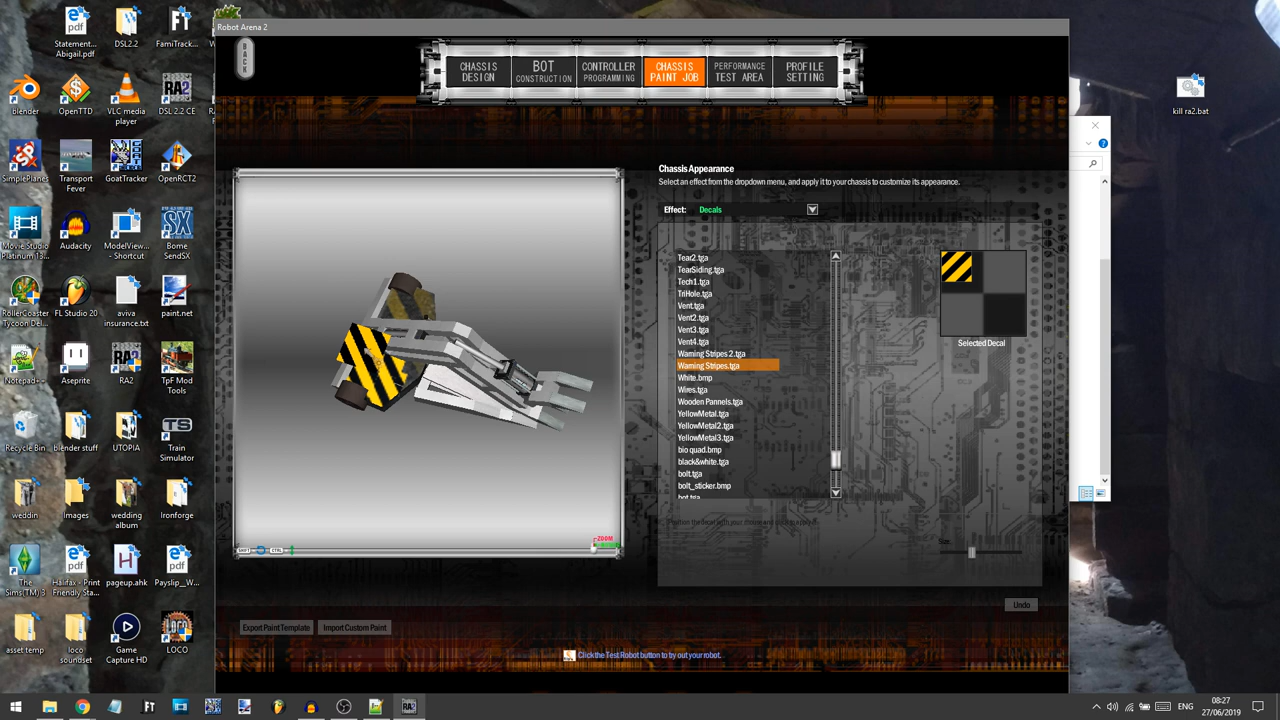 Robot Arena 2
BACK
CHASSIS
DESIGN
BOT
CONSTRUCTION
CONTROLLER
PROGRAMMING
CHASSIS
PAINT JOB
PERFORMANCE
TEST AREA
PROFILE
SETTING
Chassis Appearance
Select an effect from the dropdown menu, and apply it to your chassis to customize its appearance.
Effect: Decals
Tear2.tga
TearSiding.tga
Tech1.tga
TriHole.tga
Vent.tga
Vent2.tga
Vent3.tga
Vent4.tga
Warning Stripes 2.tga
Warning Stripes.tga
White.bmp
Wires.tga
Wooden Pannels.tga
YellowMetal.tga
YellowMetal2.tga
YellowMetal3.tga
bio quad.bmp
black&white.tga
bolt.tga
bolt_sticker.bmp
bot.tga
Selected Decal
Size:
Undo
SHIFT
CTRL
ZOOM
Export Paint Template
Import Custom Paint
Click the Test Robot button to try out your robot.
Statement...
Abigail.pdf
DSL2.2
FamiTrack...
Blender
OpenTTD
VLC media
player
DSL 2.2 CE
SimplePlanes
Transport
Fever
GoatTracker
OpenRCT2
Movie Studio
Platinum 13...
Audacity
ModelView...
- Shortcut
Bome
SendSX
RollerCoaster
Tycoon Del...
FL Studio 20
aviva
insurance.txt
paint.net
Notepad++
Aseprite
RA2
TpF Mod
Tools
Recycle Bin
blender stuff
UTOPIA
Train
Simulator
weddin
Images
wedding
album
Ironforge
The
Sims(TM) 3
Halifax - Print
Friendly Sta...
pageup.ahk
Payslip__W...
asset temp
loco
soundset
Game
Capture HD
LOCO
kill ra2.bat
ENG
08:27
27/06/2019